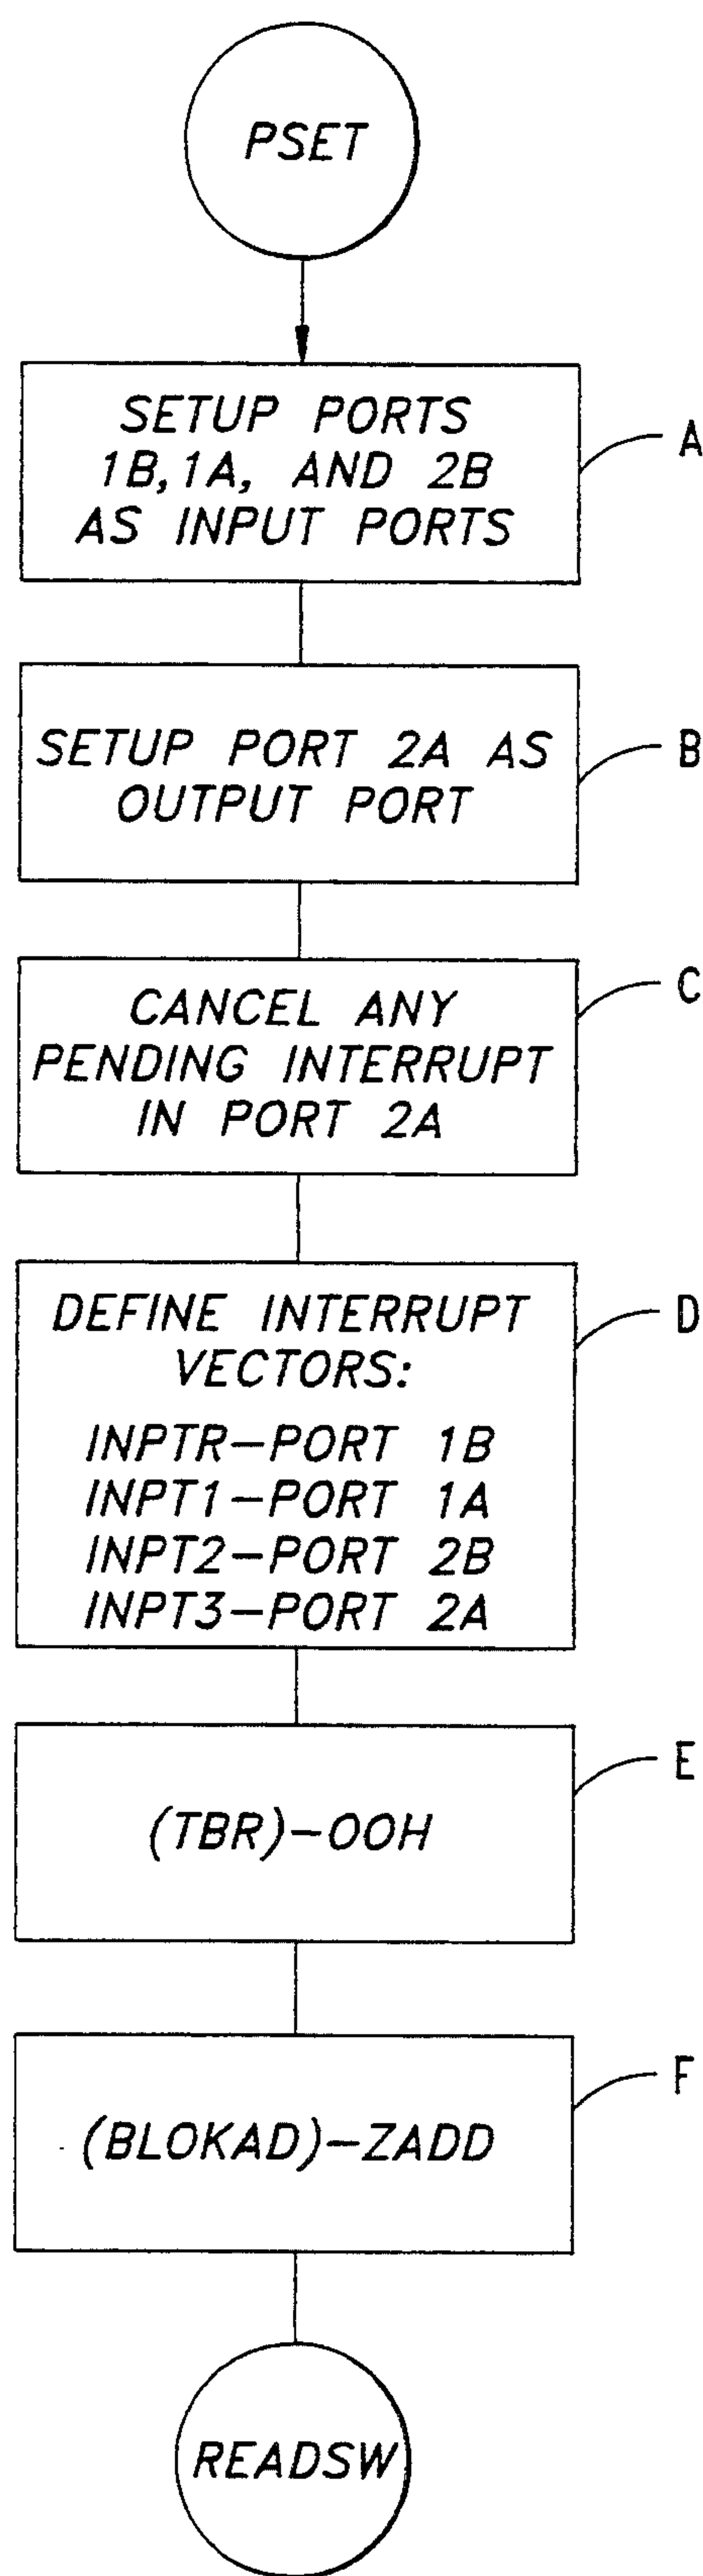 PSET
SETUP PORTS
1B,1A, AND 2B
AS INPUT PORTS
A
SETUP PORT 2A AS
OUTPUT PORT
B
CANCEL ANY
PENDING INTERRUPT
IN PORT 2A
C
DEFINE INTERRUPT
VECTORS:
INPTR-PORT 1B
INPT1-PORT 1A
INPT2-PORT 2B
INPT3-PORT 2A
D
(TBR)-OOH
E
(BLOKAD)-ZADD
F
READSW